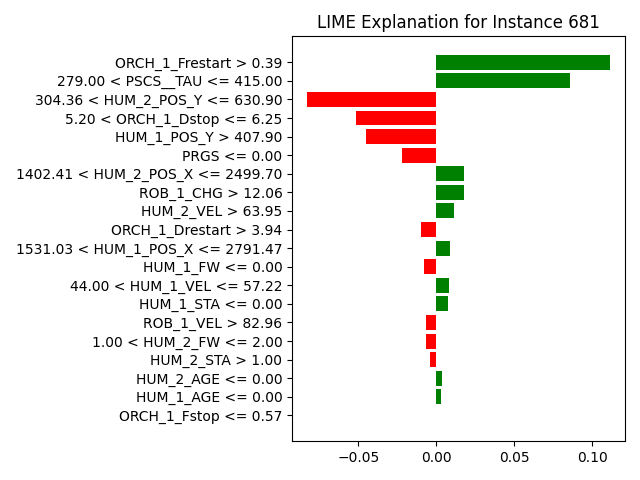 LIME Explanation for Instance 681
ORCH_1_Frestart > 0.39
279.00 < PSCS__TAU <= 415.00
304.36 < HUM_2_POS_Y <= 630.90
5.20 < ORCH_1_Dstop <= 6.25
HUM_1_POS_Y > 407.90
PRGS <= 0.00
1402.41 < HUM_2_POS_X <= 2499.70
ROB_1_CHG > 12.06
HUM_2_VEL > 63.95
ORCH_1_Drestart > 3.94
1531.03 < HUM_1_POS_X <= 2791.47
HUM_1_FW <= 0.00
44.00 < HUM_1_VEL <= 57.22
HUM_1_STA <= 0.00
ROB_1_VEL > 82.96
1.00 < HUM_2_FW <= 2.00
HUM_2_STA > 1.00
HUM_2_AGE <= 0.00
HUM_1_AGE <= 0.00
ORCH_1_Fstop <= 0.57
−0.05 0.00 0.05 0.10